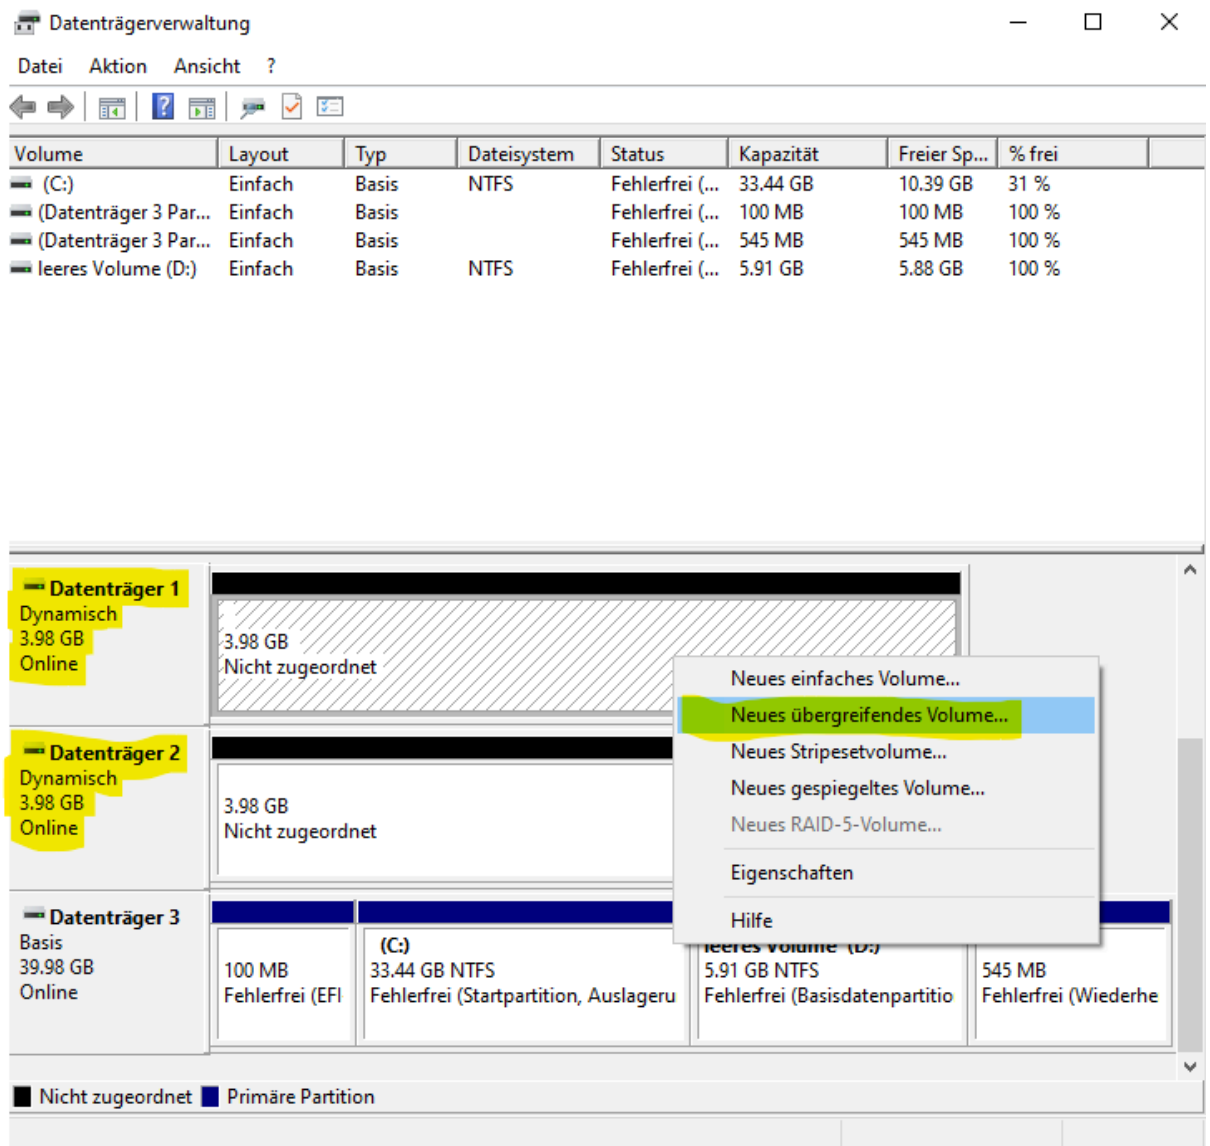 Datenträgerverwaltung
Datei Aktion Ansicht ?
Volume Layout Typ Dateisystem Status Kapazität Freier Sp... % frei
(C:) Einfach Basis NTFS Fehlerfrei (... 33.44 GB 10.39 GB 31 %
(Datenträger 3 Par... Einfach Basis Fehlerfrei (... 100 MB 100 MB 100 %
(Datenträger 3 Par... Einfach Basis Fehlerfrei (... 545 MB 545 MB 100 %
leeres Volume (D:) Einfach Basis NTFS Fehlerfrei (... 5.91 GB 5.88 GB 100 %
Datenträger 1
Dynamisch
3.98 GB
Online
3.98 GB
Nicht zugeordnet
Neues einfaches Volume...
Neues übergreifendes Volume...
Neues Stripesetvolume...
Neues gespiegeltes Volume...
Neues RAID-5-Volume...
Eigenschaften
Hilfe
Datenträger 2
Dynamisch
3.98 GB
Online
3.98 GB
Nicht zugeordnet
Datenträger 3
Basis
39.98 GB
Online
100 MB
Fehlerfrei (EFI-
(C:)
33.44 GB NTFS
Fehlerfrei (Startpartition, Auslageru
leeres Volume (D:)
5.91 GB NTFS
Fehlerfrei (Basisdatenpartitio
545 MB
Fehlerfrei (Wiederhe
Nicht zugeordnet Primäre Partition